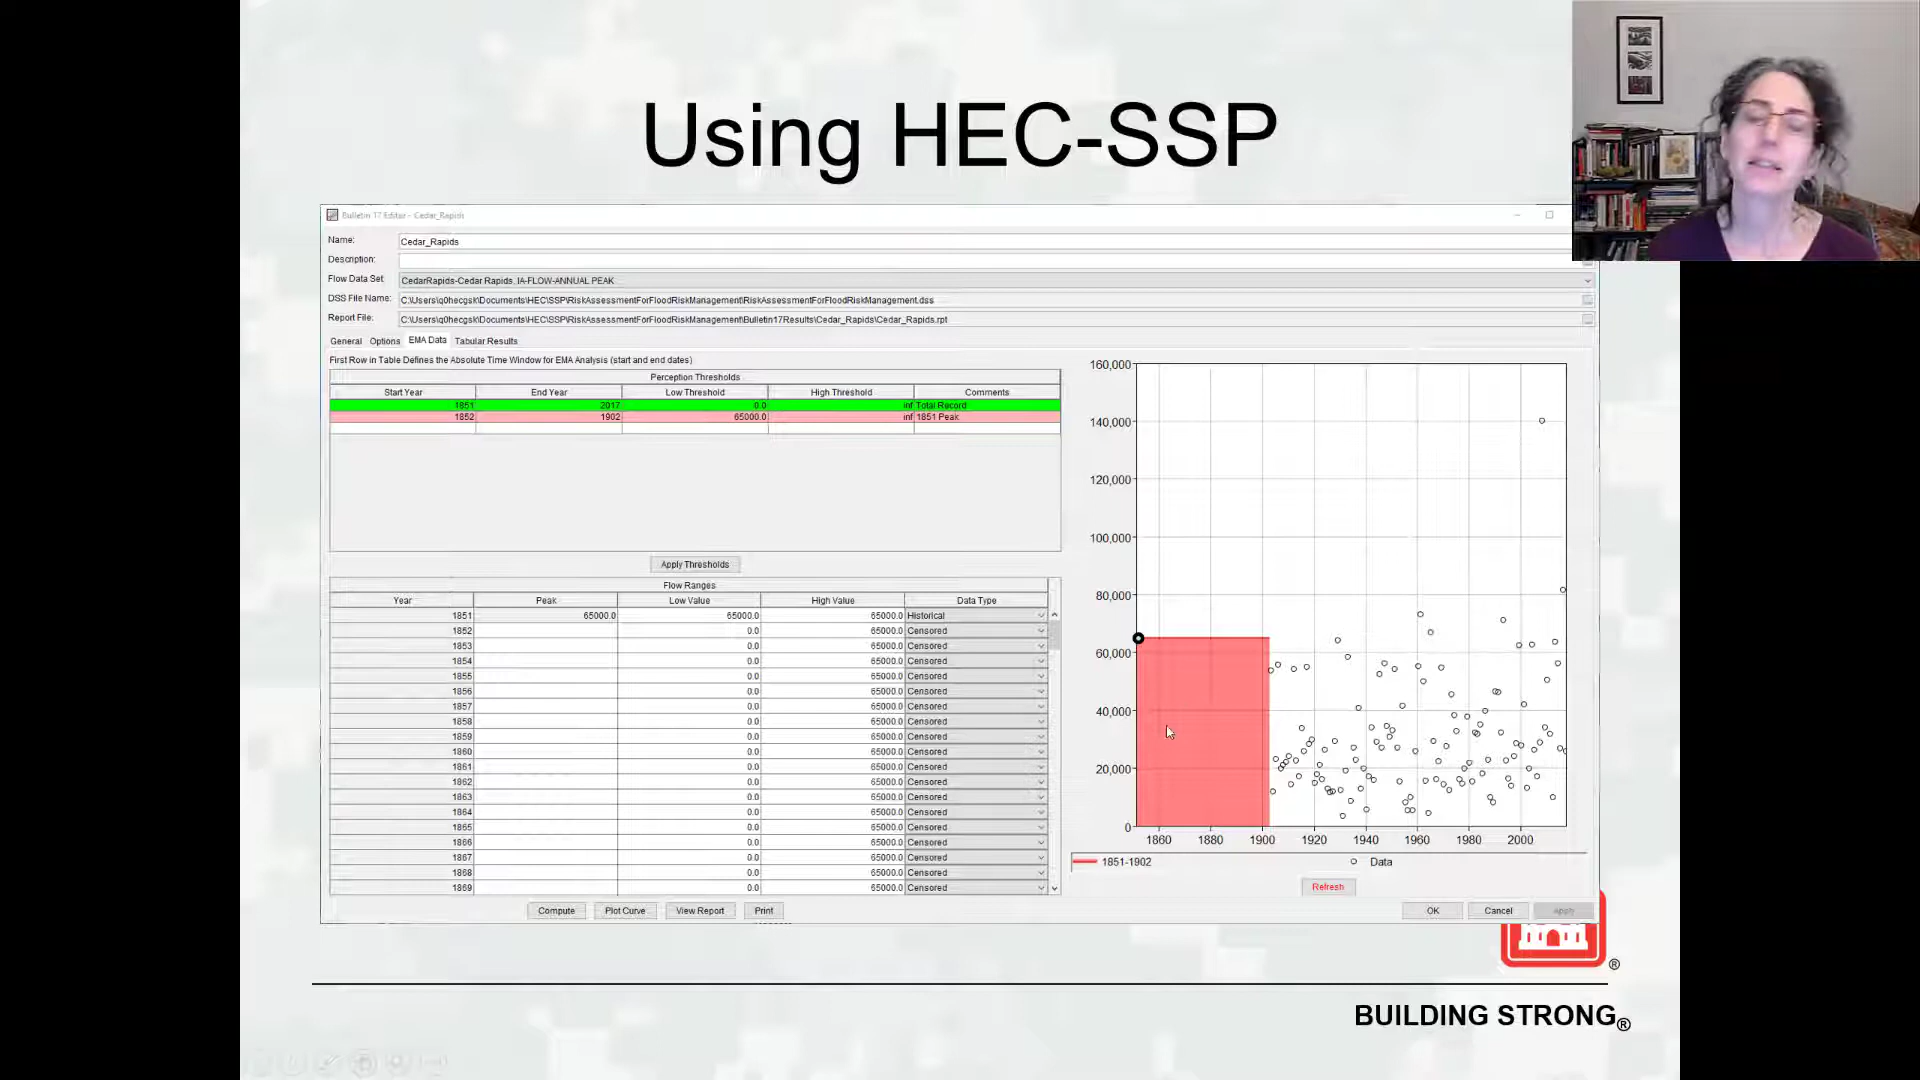 Using HEC-SSP
Bulletin 17 Editor - Cedar_Rapids
Name: Cedar_Rapids
Description:
Flow Data Set: CedarRapids-Cedar Rapids, IA-FLOW-ANNUAL PEAK
DSS File Name: C:\Users\q0hecgsk\Documents\HEC\SSP\RiskAssessmentForFloodRiskManagement\RiskAssessmentForFloodRiskManagement.dss
Report File: C:\Users\q0hecgsk\Documents\HEC\SSP\RiskAssessmentForFloodRiskManagement\Bulletin17Results\Cedar_Rapids\Cedar_Rapids.rpt
General Options EMA Data Tabular Results
First Row in Table Defines the Absolute Time Window for EMA Analysis (start and end dates)
Perception Thresholds
Start Year End Year Low Threshold High Threshold Comments
1851 2017 0.0 inf Total Record
1852 1902 65000.0 inf 1851 Peak
Apply Thresholds
Flow Ranges
Year Peak Low Value High Value Data Type
1851 65000.0 65000.0 65000.0 Historical
1852 0.0 65000.0 Censored
1853 0.0 65000.0 Censored
1854 0.0 65000.0 Censored
1855 0.0 65000.0 Censored
1856 0.0 65000.0 Censored
1857 0.0 65000.0 Censored
1858 0.0 65000.0 Censored
1859 0.0 65000.0 Censored
1860 0.0 65000.0 Censored
1861 0.0 65000.0 Censored
1862 0.0 65000.0 Censored
1863 0.0 65000.0 Censored
1864 0.0 65000.0 Censored
1865 0.0 65000.0 Censored
1866 0.0 65000.0 Censored
1867 0.0 65000.0 Censored
1868 0.0 65000.0 Censored
1869 0.0 65000.0 Censored
160,000
140,000
120,000
100,000
80,000
60,000
40,000
20,000
0
1860 1880 1900 1920 1940 1960 1980 2000
1851-1902 Data
Refresh
Compute Plot Curve View Report Print OK Cancel Apply
®
BUILDING STRONG®